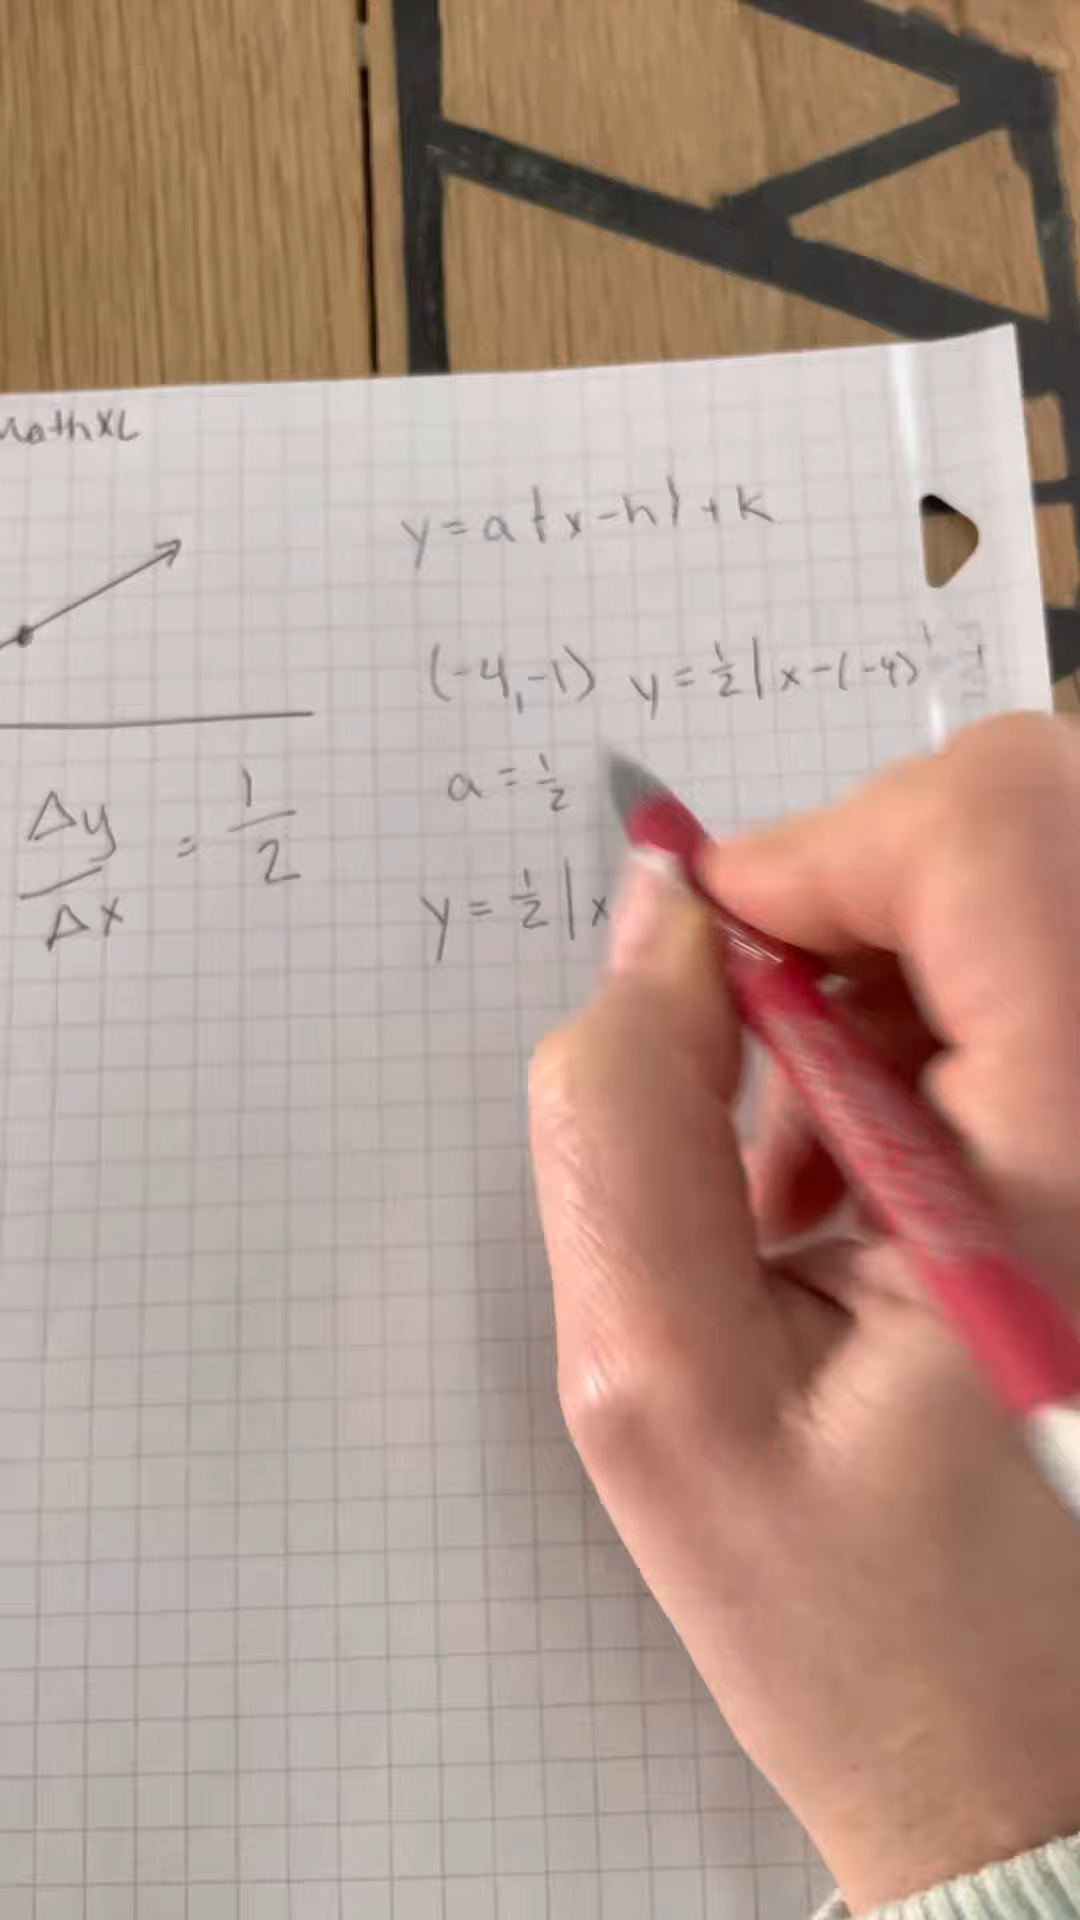 MathXL
y = a|x-h|+k
(-4,-1) y = 1/2|x-(-4)
Δy/Δx = 1/2
a = 1/2
y = 1/2|x